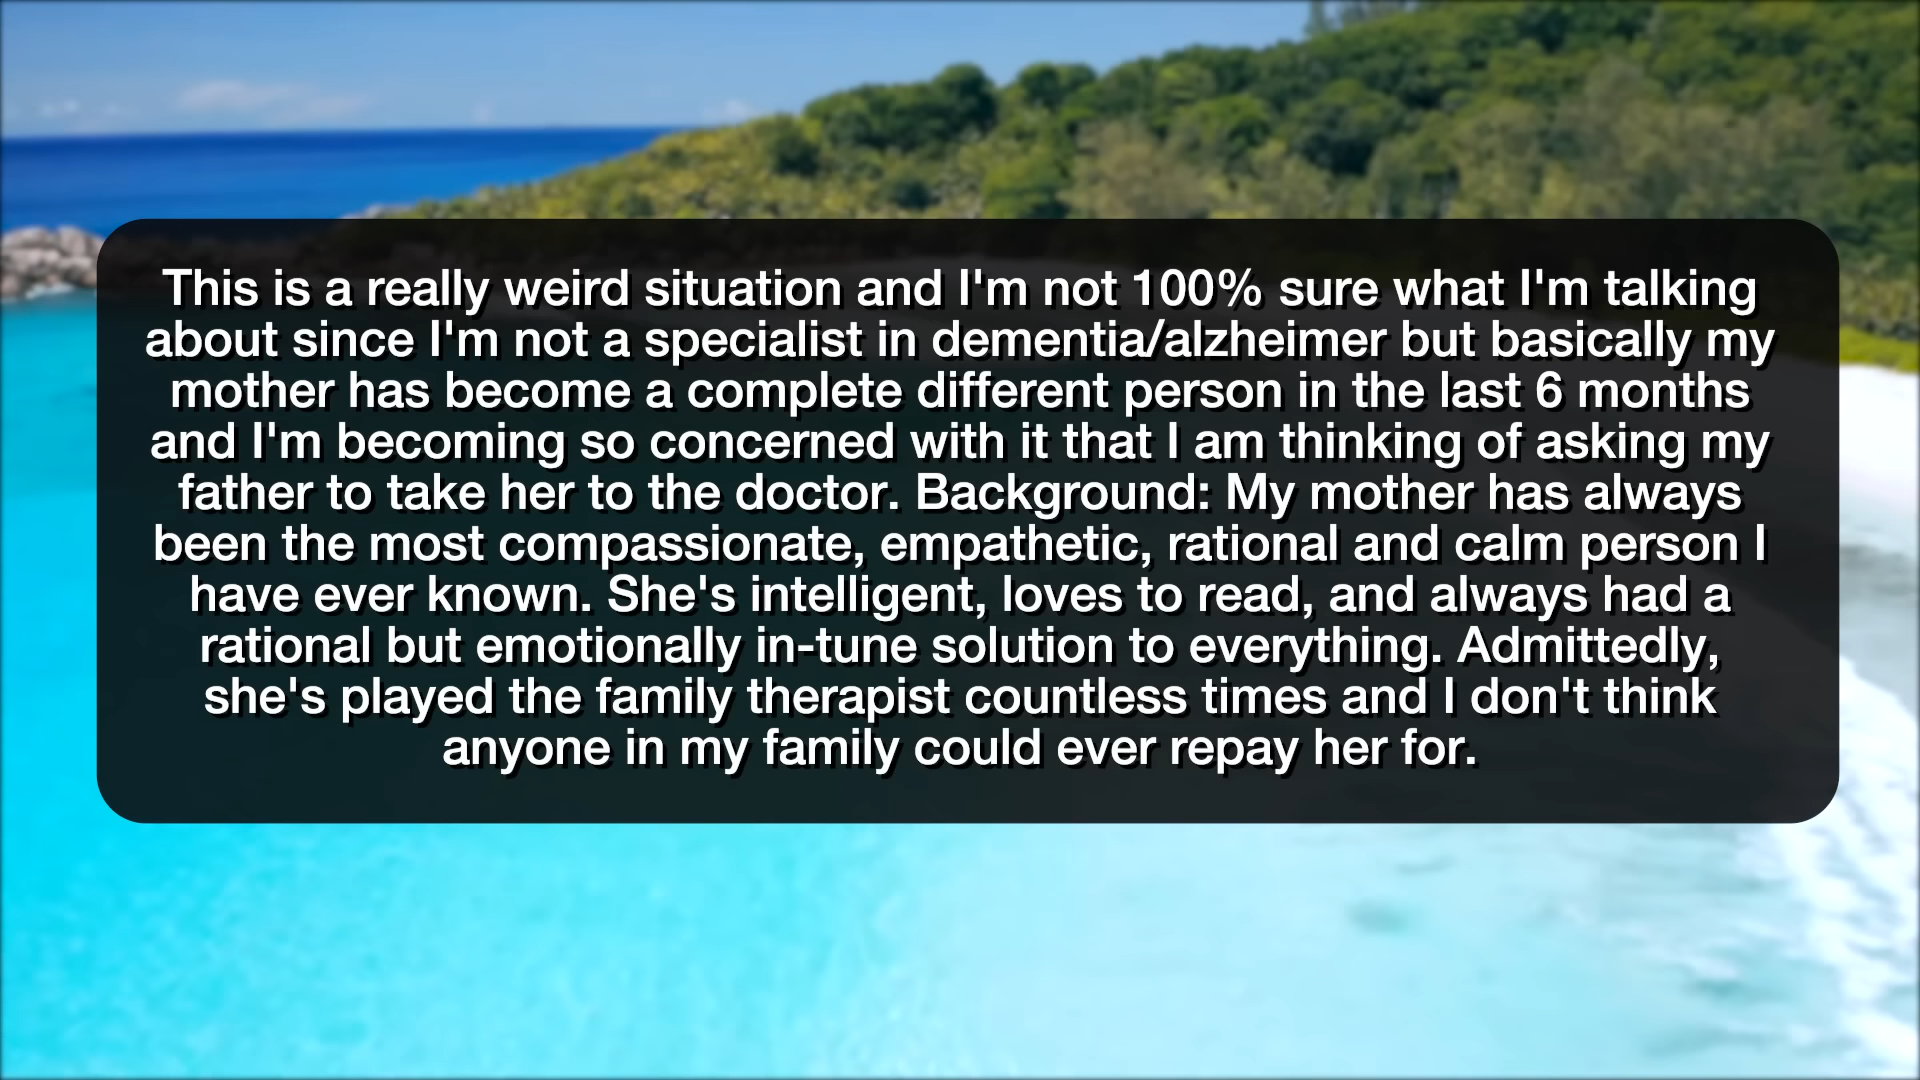 This is a really weird situation and I'm not 100% sure what I'm talking
about since I'm not a specialist in dementia/alzheimer but basically my
mother has become a complete different person in the last 6 months
and I'm becoming so concerned with it that I am thinking of asking my
father to take her to the doctor. Background: My mother has always
been the most compassionate, empathetic, rational and calm person I
have ever known. She's intelligent, loves to read, and always had a
rational but emotionally in-tune solution to everything. Admittedly,
she's played the family therapist countless times and I don't think
anyone in my family could ever repay her for.